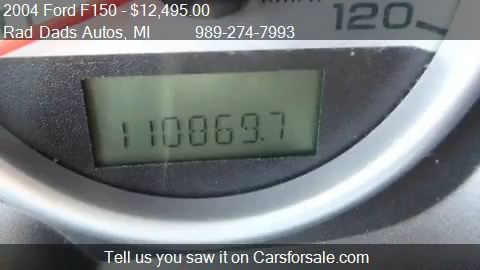 2004 Ford F150 - $12,495.00
Rad Dads Autos, MI 989-274-7993
120
110869.7
Tell us you saw it on Carsforsale.com